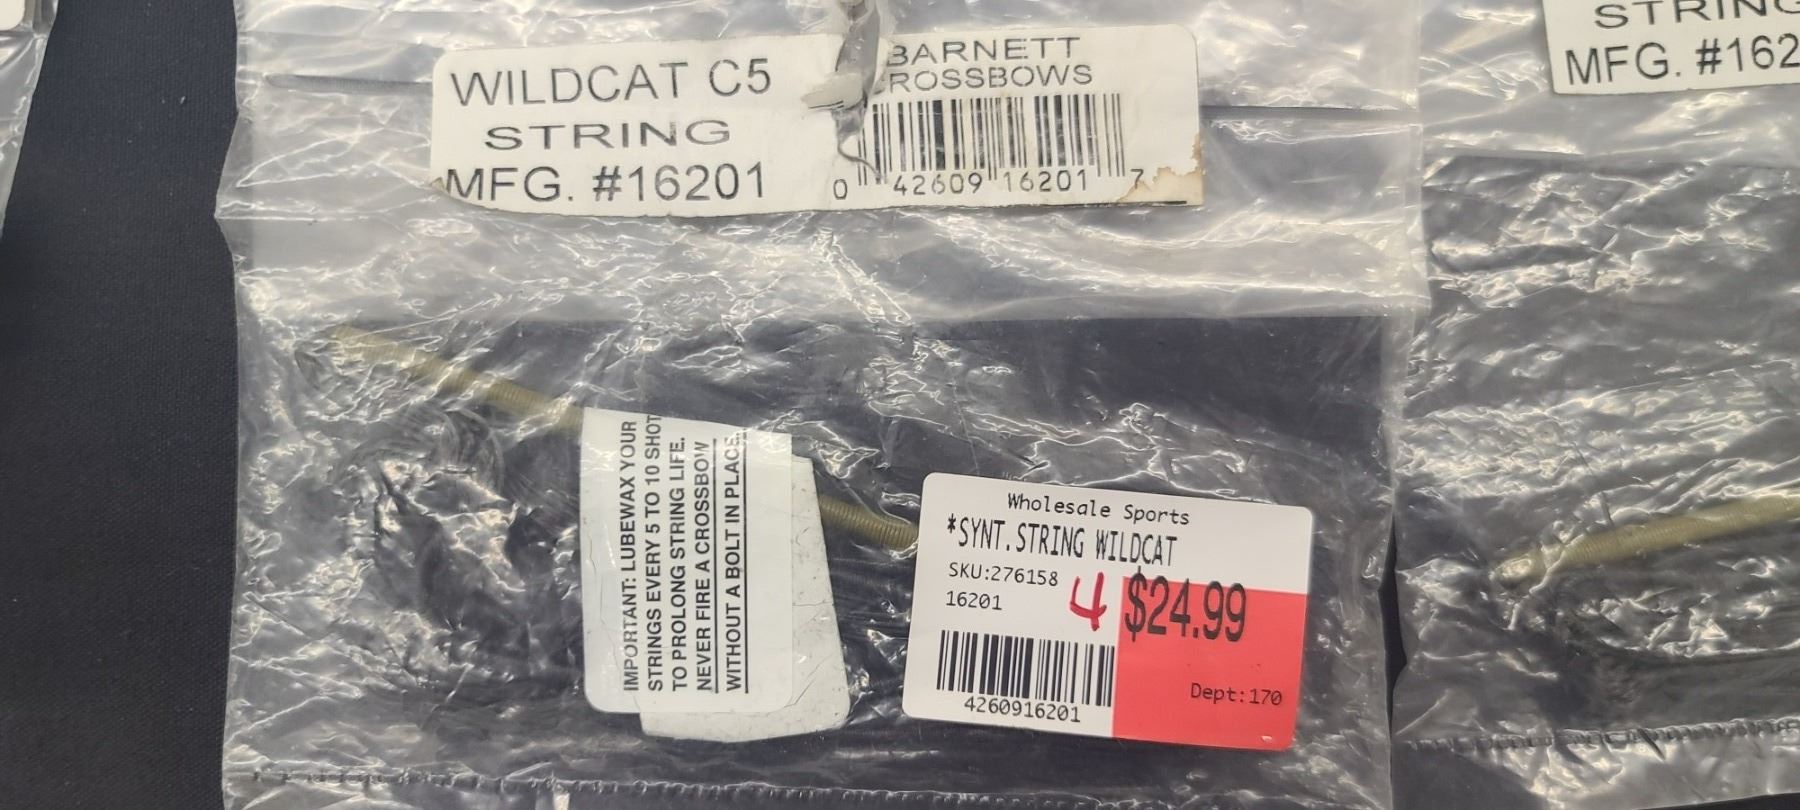 WILDCAT C5
STRING
MFG. #16201
BARNETT
ROSSBOWS
0 42609 16201 7
STRING
MFG. #162
IMPORTANT: LUBEWAX YOUR
STRINGS EVERY 5 TO 10 SHOT
TO PROLONG STRING LIFE.
NEVER FIRE A CROSSBOW
WITHOUT A BOLT IN PLACE.
Wholesale Sports
*SYNT.STRING WILDCAT
SKU:276158
16201
4
$24.99
Dept:170
4260916201